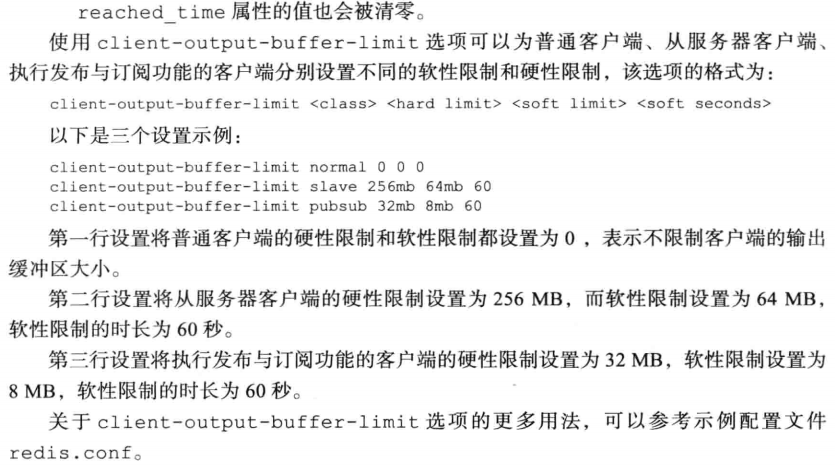 reached_time 属性的值也会被清零。
使用 client-output-buffer-limit 选项可以为普通客户端、从服务器客户端、
执行发布与订阅功能的客户端分别设置不同的软性限制和硬性限制，该选项的格式为：
client-output-buffer-limit <class> <hard limit> <soft limit> <soft seconds>
以下是三个设置示例：
client-output-buffer-limit normal 0 0 0
client-output-buffer-limit slave 256mb 64mb 60
client-output-buffer-limit pubsub 32mb 8mb 60
第一行设置将普通客户端的硬性限制和软性限制都设置为 0 ，表示不限制客户端的输出
缓冲区大小。
第二行设置将从服务器客户端的硬性限制设置为 256 MB，而软性限制设置为 64 MB，
软性限制的时长为 60 秒。
第三行设置将执行发布与订阅功能的客户端的硬性限制设置为 32 MB，软性限制设置为
8 MB，软性限制的时长为 60 秒。
关于 client-output-buffer-limit 选项的更多用法，可以参考示例配置文件
redis.conf。